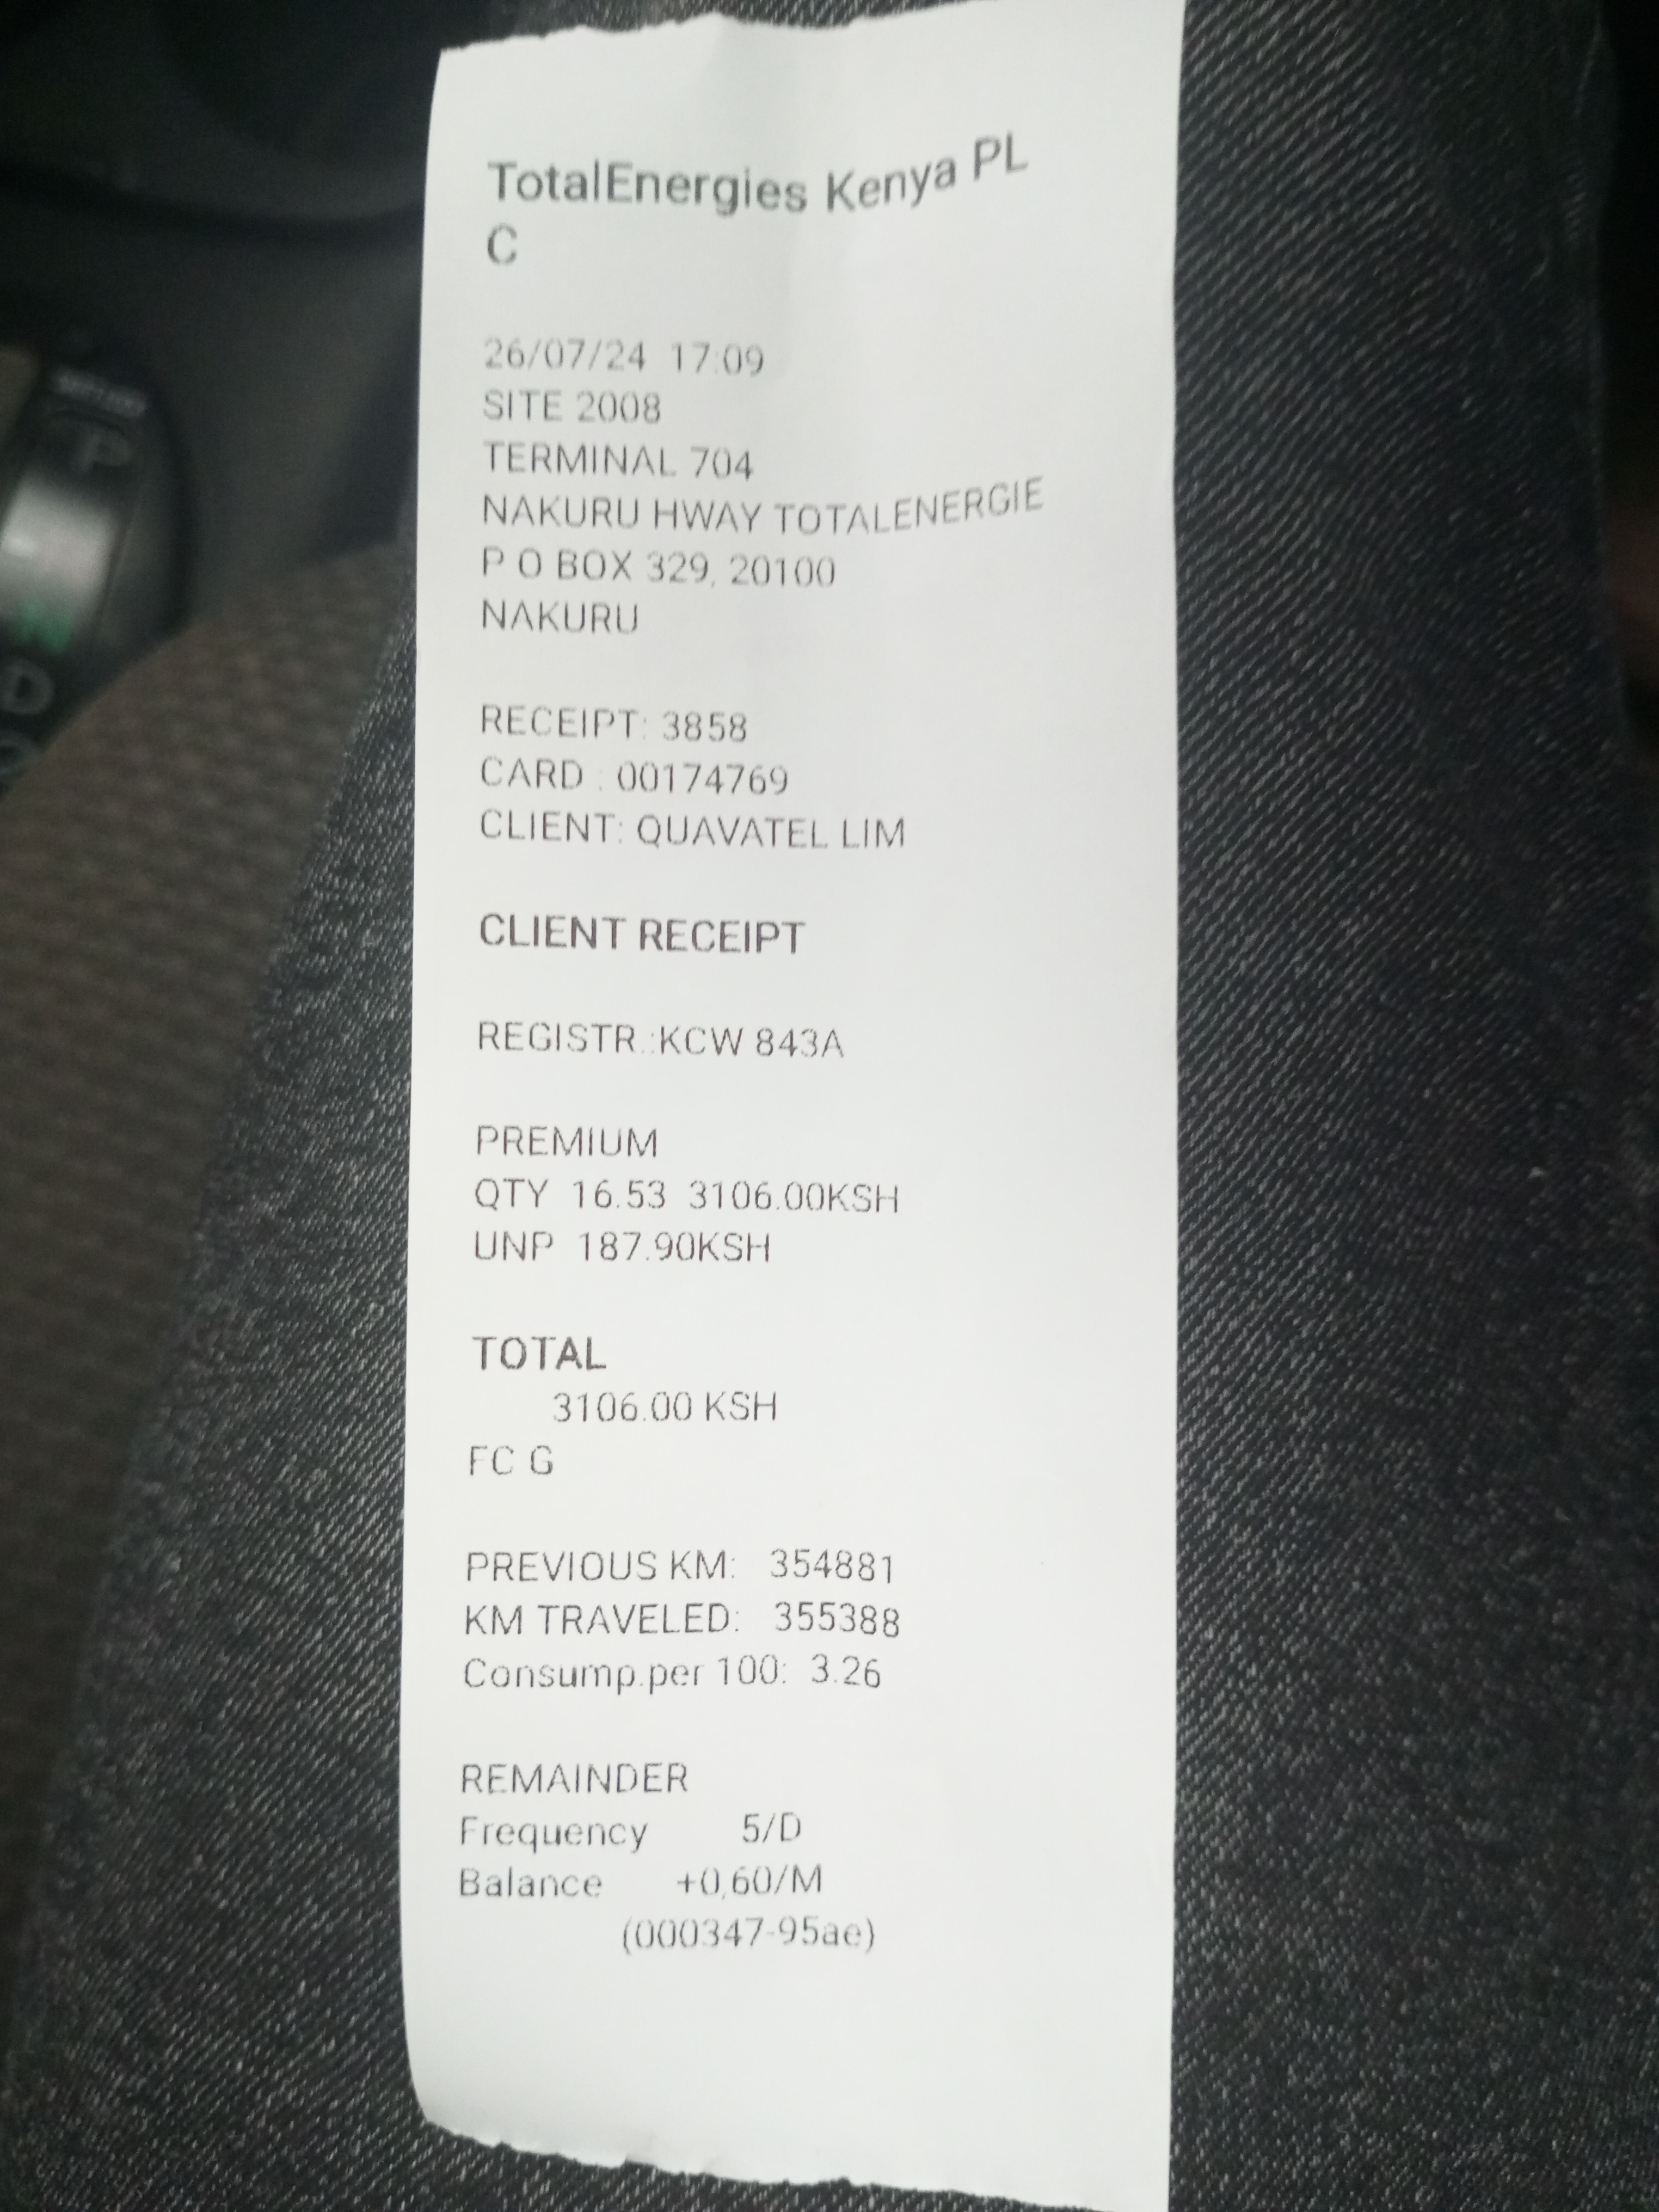 TotalEnergies Kenya PL
C
26/07/24 17:09
SITE 2008
TERMINAL 704
NAKURU HWAY TOTALENERGIE
P O BOX 329, 20100
NAKURU
RECEIPT: 3858
CARD : 00174769
CLIENT: QUAVATEL LIM
CLIENT RECEIPT
REGISTR.:KCW 843A
PREMIUM
QTY 16.53 3106.00KSH
UNP 187.90KSH
TOTAL
3106.00 KSH
FC G
PREVIOUS KM: 354881
KM TRAVELED: 355388
Consump.per 100: 3.26
REMAINDER
Frequency 5/D
Balance +0,60/M
(000347-95ae)
P
N
D